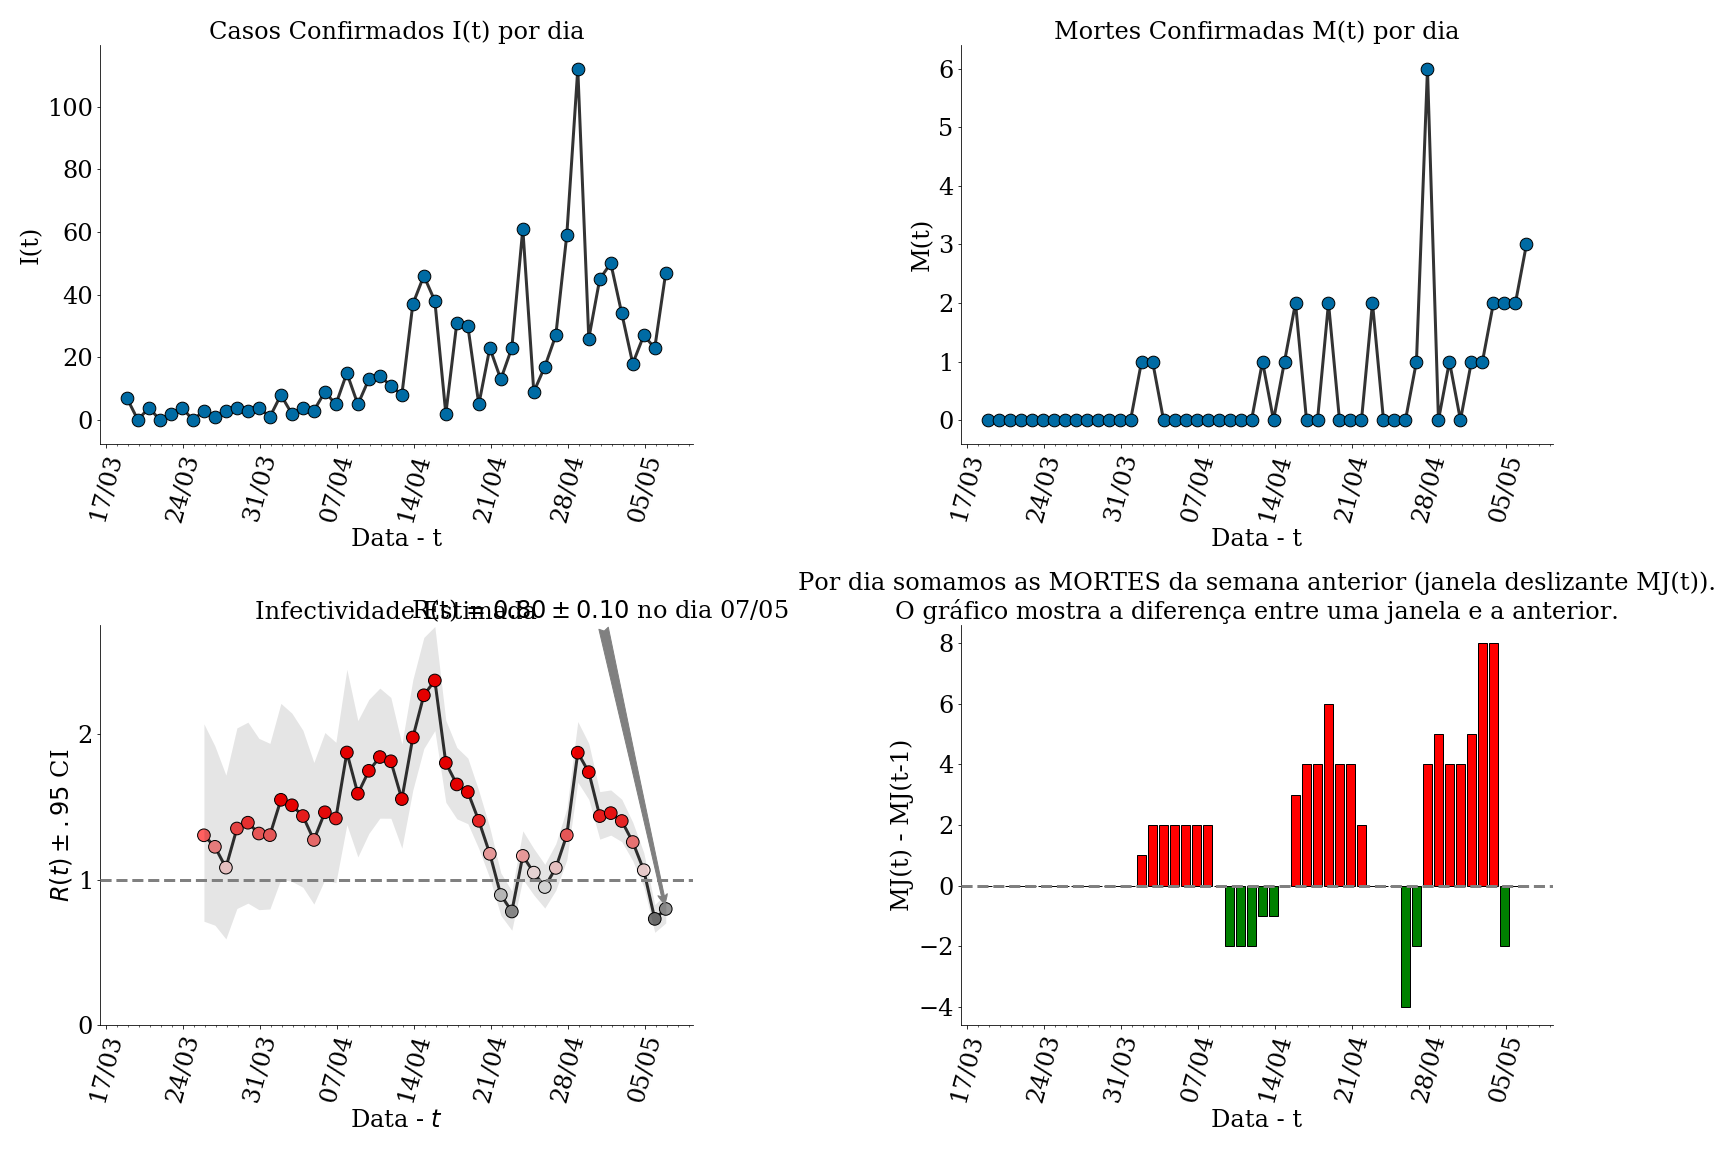 Casos Confirmados I(t) por dia
I(t)
100
80
60
40
20
0
17/03 24/03 31/03 07/04 14/04 21/04 28/04 05/05
Data - t
Mortes Confirmadas M(t) por dia
M(t)
6
5
4
3
2
1
0
17/03 24/03 31/03 07/04 14/04 21/04 28/04 05/05
Data - t
Infectividade Estimada
R(t) = 0.80 ± 0.10 no dia 07/05
R(t) ± .95 CI
2
1
0
17/03 24/03 31/03 07/04 14/04 21/04 28/04 05/05
Data - t
Por dia somamos as MORTES da semana anterior (janela deslizante MJ(t)).
O gráfico mostra a diferença entre uma janela e a anterior.
MJ(t) - MJ(t-1)
8
6
4
2
0
−2
−4
17/03 24/03 31/03 07/04 14/04 21/04 28/04 05/05
Data - t